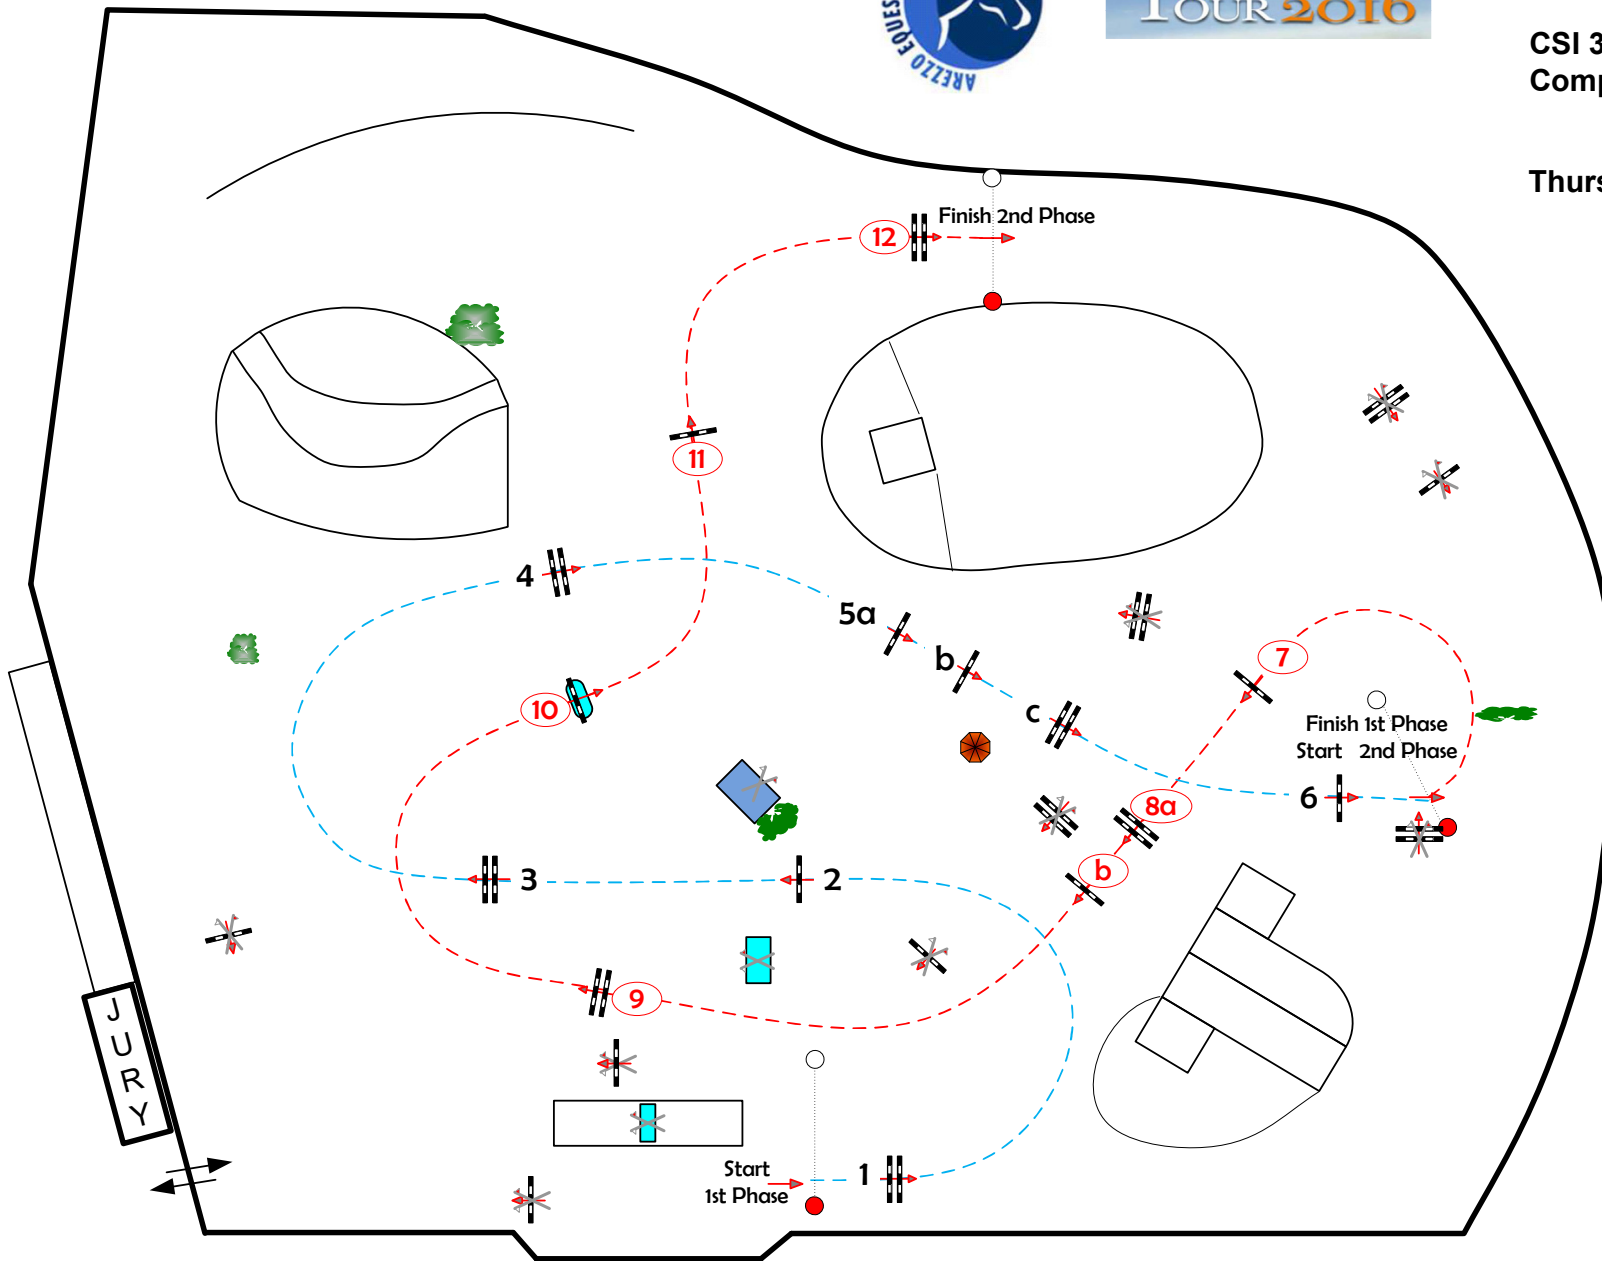 AREZZO EQUES
TOUR 2016
CSI 3
Comp
Thurs
12
Finish 2nd Phase
11
4
5a
b
c
7
10
Finish 1st Phase
Start 2nd Phase
6
8a
b
3
2
9
JURY
Start
1st Phase
1